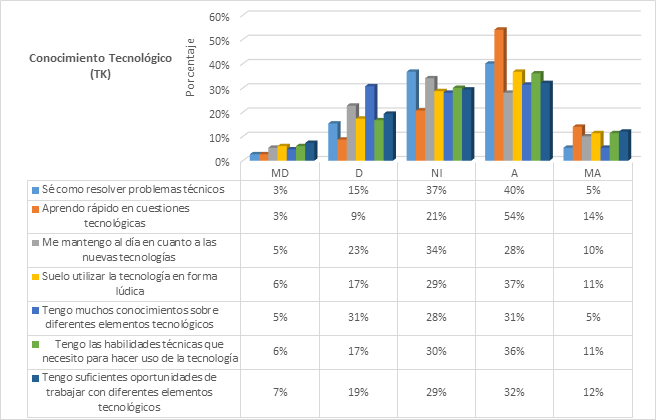 Conocimiento Tecnológico
(TK)
Porcentaje
60%
50%
40%
30%
20%
10%
0%
MD D NI A MA
Sé como resolver problemas técnicos 3% 15% 37% 40% 5%
Aprendo rápido en cuestiones
tecnológicas 3% 9% 21% 54% 14%
Me mantengo al día en cuanto a las
nuevas tecnologías 5% 23% 34% 28% 10%
Suelo utilizar la tecnología en forma
lúdica 6% 17% 29% 37% 11%
Tengo muchos conocimientos sobre
diferentes elementos tecnológicos 5% 31% 28% 31% 5%
Tengo las habilidades técnicas que
necesito para hacer uso de la tecnología 6% 17% 30% 36% 11%
Tengo suficientes oportunidades de
trabajar con diferentes elementos
tecnológicos 7% 19% 29% 32% 12%